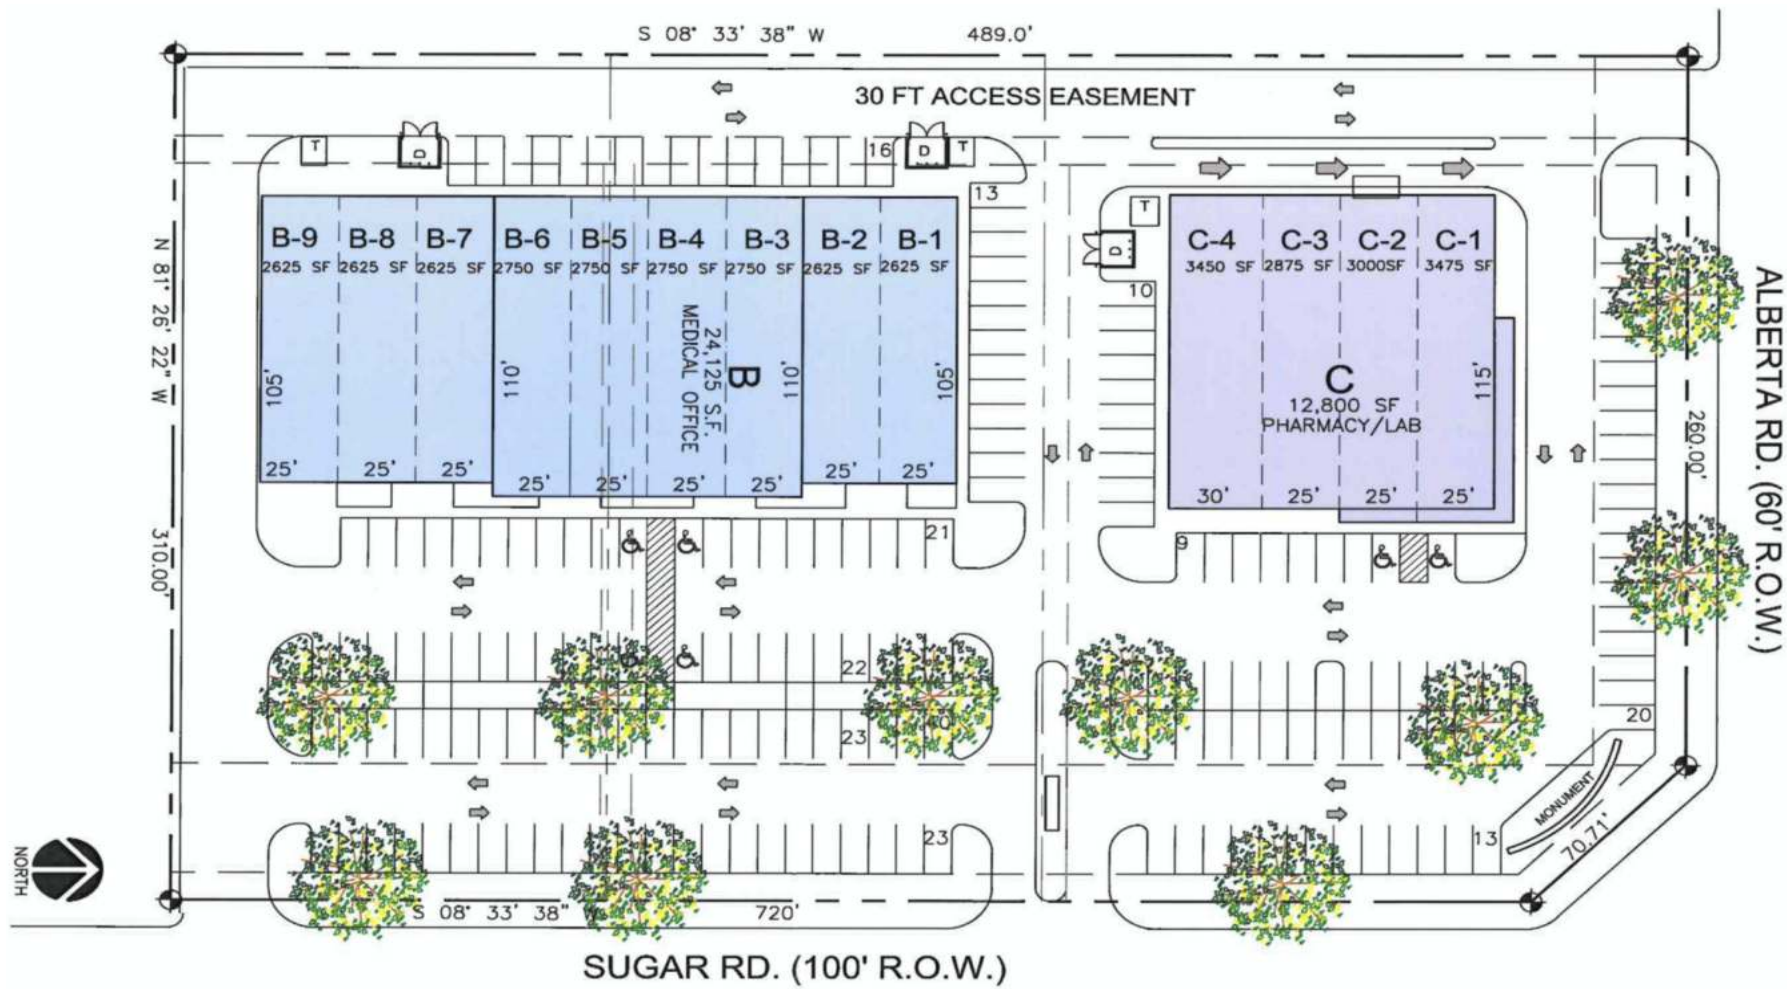 S 08° 33' 38" W 489.0'
30 FT ACCESS EASEMENT
T
D
16
D
T
13
T
D
10
B-9
2625 SF
B-8
2625 SF
B-7
2625 SF
B-6
2750 SF
B-5
2750 SF
B-4
2750 SF
B-3
2750 SF
B-2
2625 SF
B-1
2625 SF
C-4
3450 SF
C-3
2875 SF
C-2
3000SF
C-1
3475 SF
N 81° 26' 22" W
310.00'
105'
110'
B
24,125 S.F.
MEDICAL OFFICE
110'
105'
C
12,800 SF
PHARMACY/LAB
115'
25'
25'
25'
25'
25'
25'
25'
25'
25'
30'
25'
25'
25'
21
9
22
40
23
23
13
20
260.00'
ALBERTA RD. (60' R.O.W.)
MONUMENT
70.71'
NORTH
S 08° 33' 38" W 720'
SUGAR RD. (100' R.O.W.)